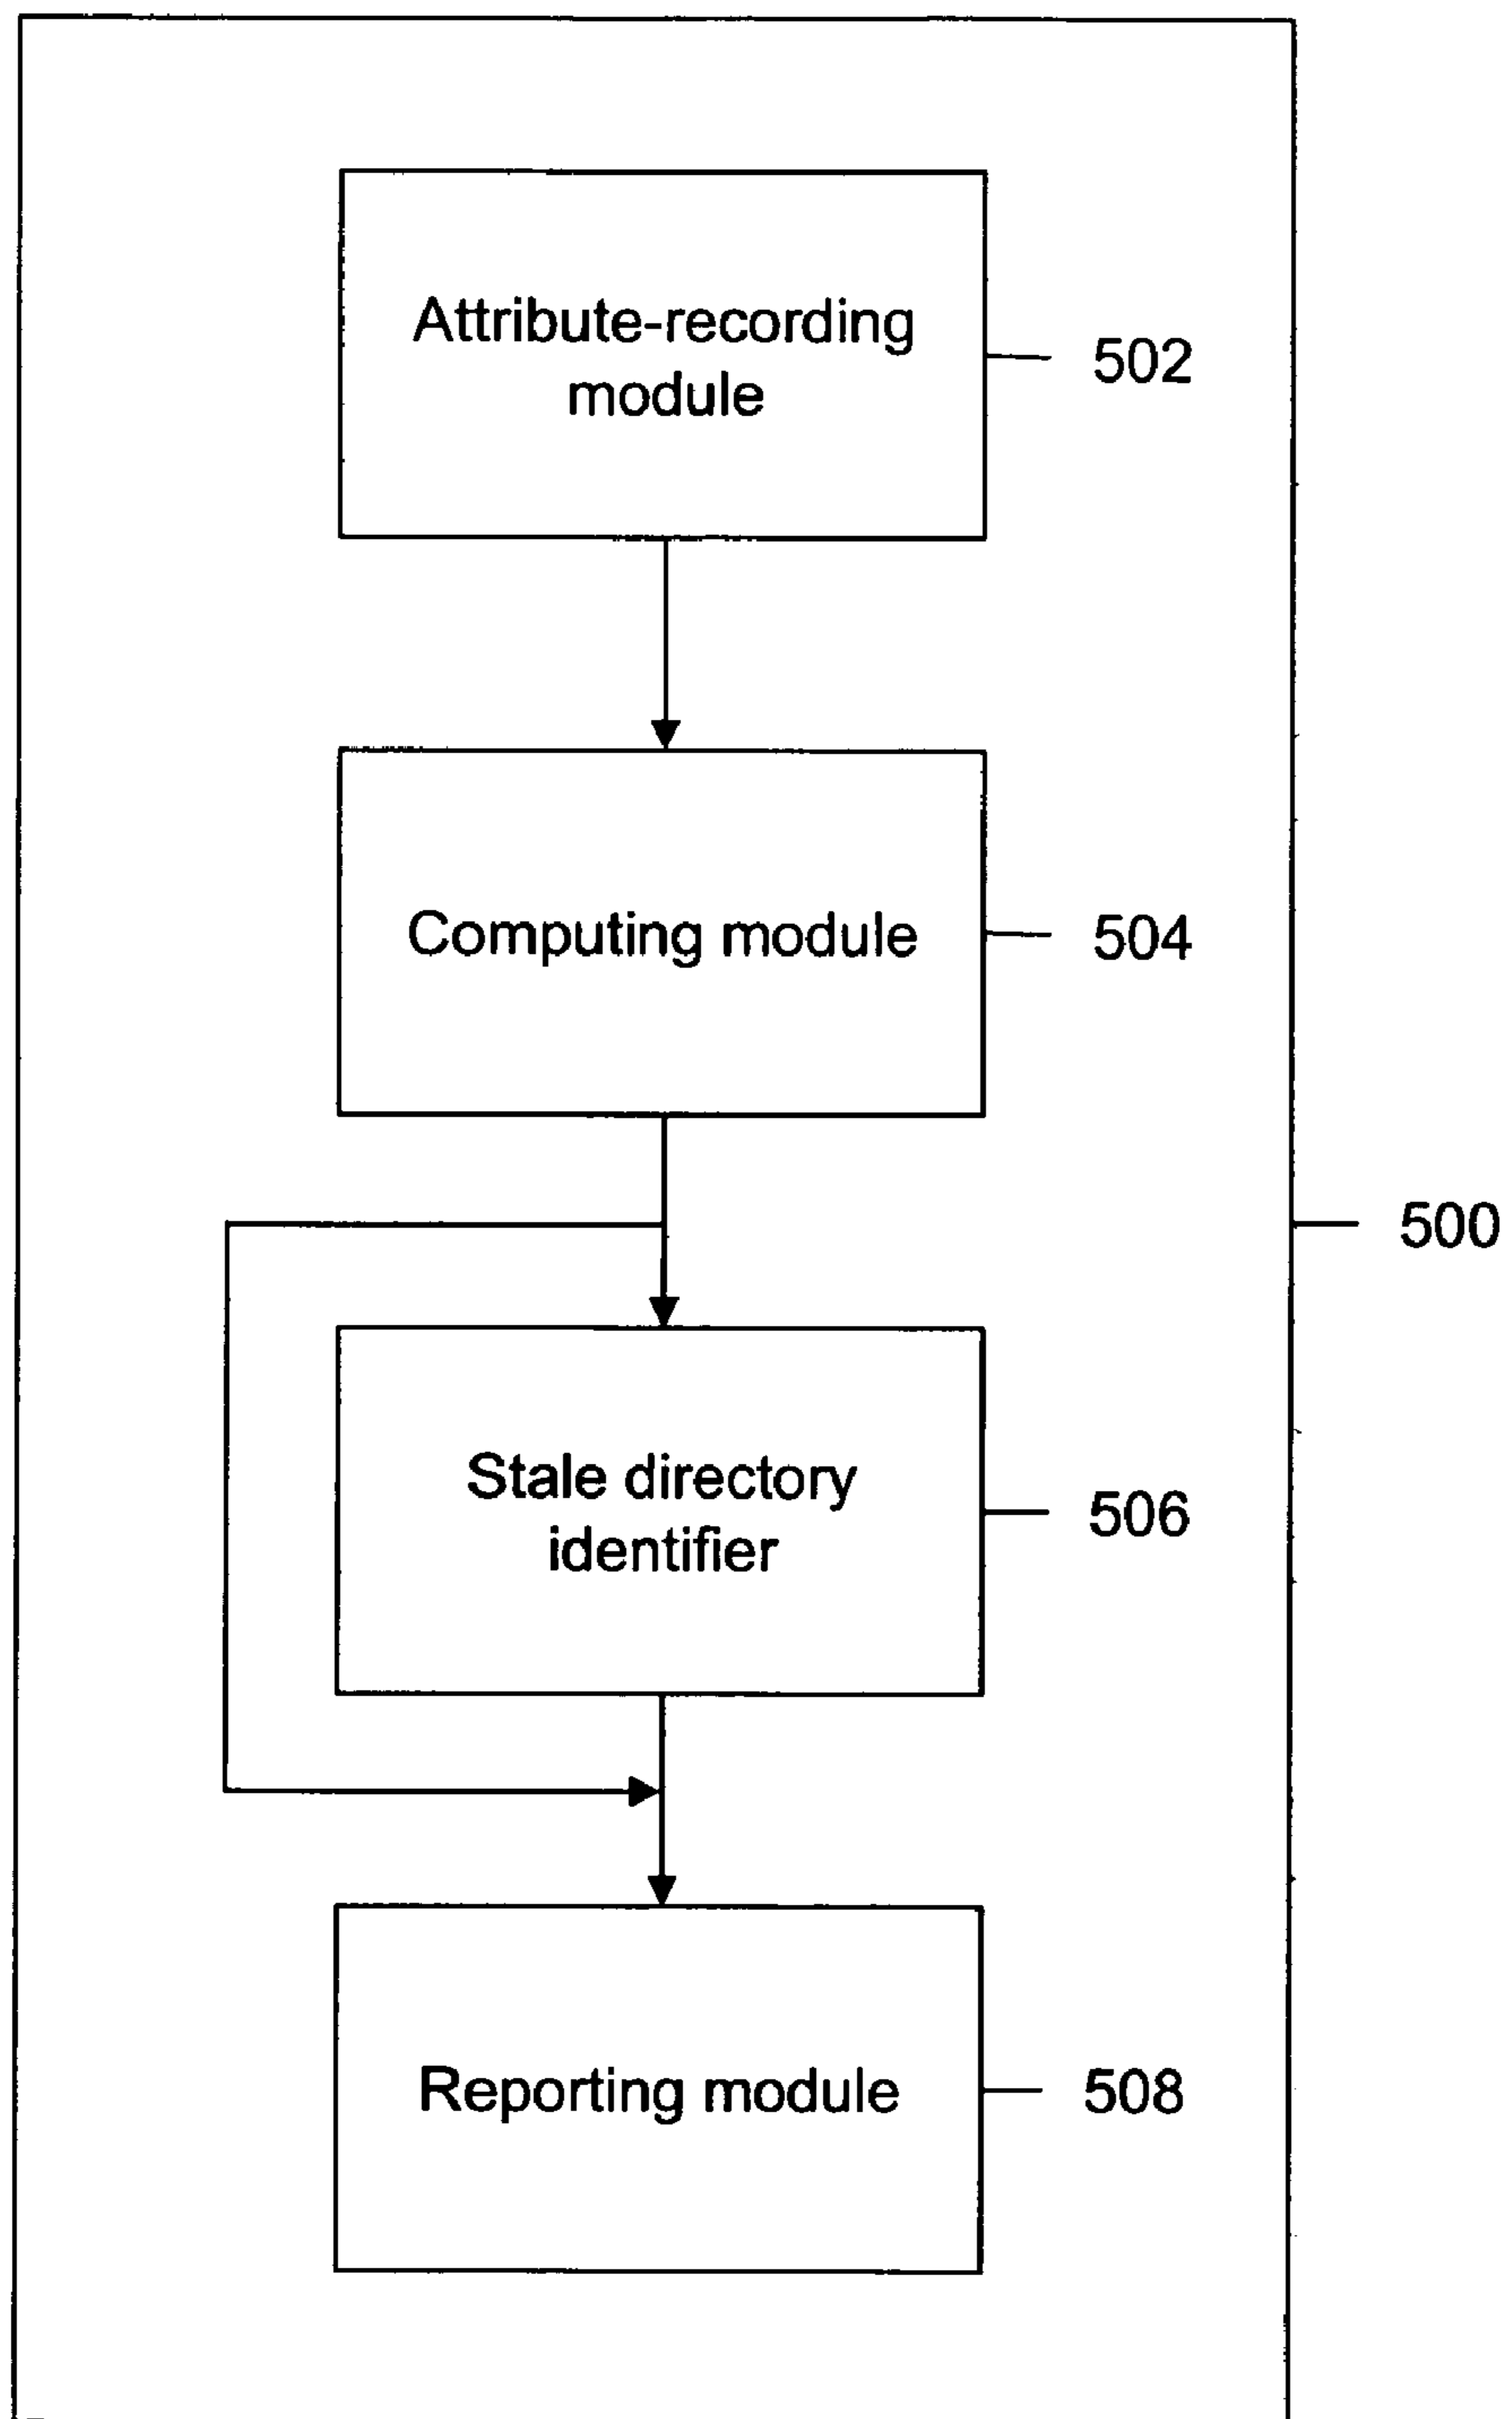 Attribute-recording
module
502
Computing module
504
500
Stale directory
identifier
506
Reporting module
508